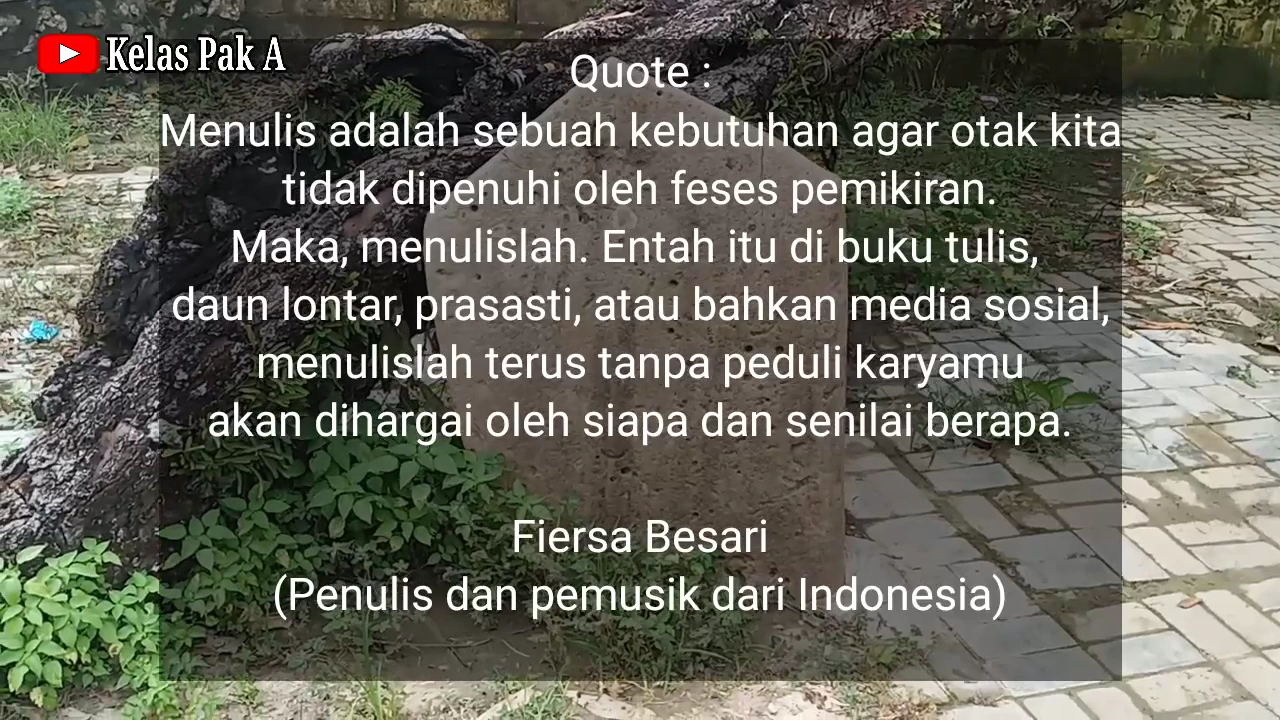 Kelas Pak A
Quote :
Menulis adalah sebuah kebutuhan agar otak kita
tidak dipenuhi oleh feses pemikiran.
Maka, menulislah. Entah itu di buku tulis,
daun lontar, prasasti, atau bahkan media sosial,
menulislah terus tanpa peduli karyamu
akan dihargai oleh siapa dan senilai berapa.
Fiersa Besari
(Penulis dan pemusik dari Indonesia)